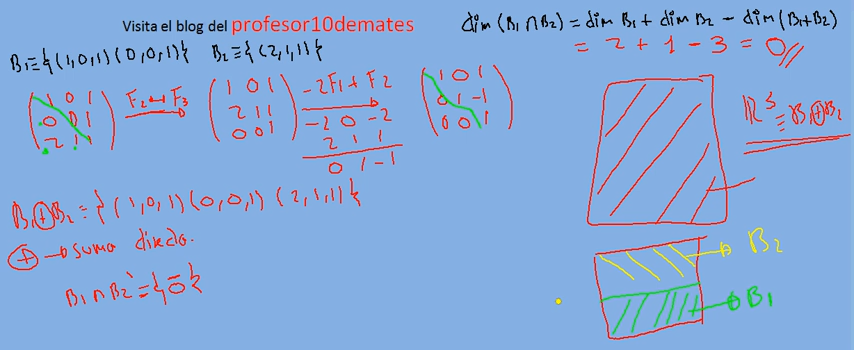 Visita el blog del profesor10demates
B₁≡{(1,0,1)(0,0,1)} B₂≡{(2,1,1)}
dim(B₁∩B₂)=dim B₁+dim B₂-dim(B₁+B₂)
= 2+1-3=0//
1 0 1
0 0 1
2 1 1
F₂↔F₃
1 0 1
2 1 1
0 0 1
-2F₁+F₂
-2 0 -2
2 1 1
0 1 -1
1 0 1
0 1 -1
0 0 1
ℝ³≡B₁⊕B₂
B₁⊕B₂≡{(1,0,1)(0,0,1)(2,1,1)}
⊕→suma directa.
B₁∩B₂≡{0̄}
B₂
B₁